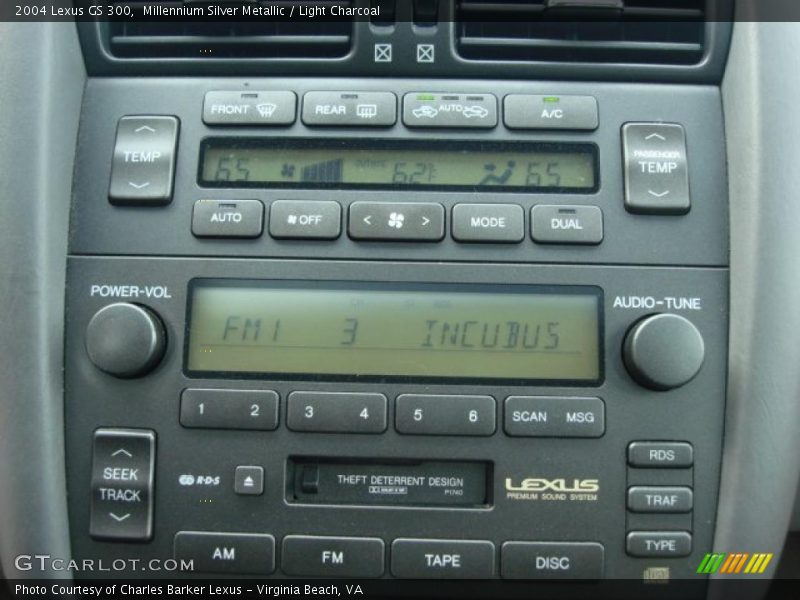 2004 Lexus GS 300, Millennium Silver Metallic / Light Charcoal
FRONT
REAR
AUTO
A/C
TEMP
65
OUTSIDE
62°F
65
PASSENGER
TEMP
AUTO
OFF
< >
MODE
DUAL
POWER-VOL
AUDIO-TUNE
FM1 3 INCUBUS
1 2
3 4
5 6
SCAN MSG
SEEK
TRACK
R·D·S
THEFT DETERRENT DESIGN
P1740
LEXUS
PREMIUM SOUND SYSTEM
RDS
TRAF
TYPE
AM
FM
TAPE
DISC
GTCARLOT.COM
Photo Courtesy of Charles Barker Lexus - Virginia Beach, VA